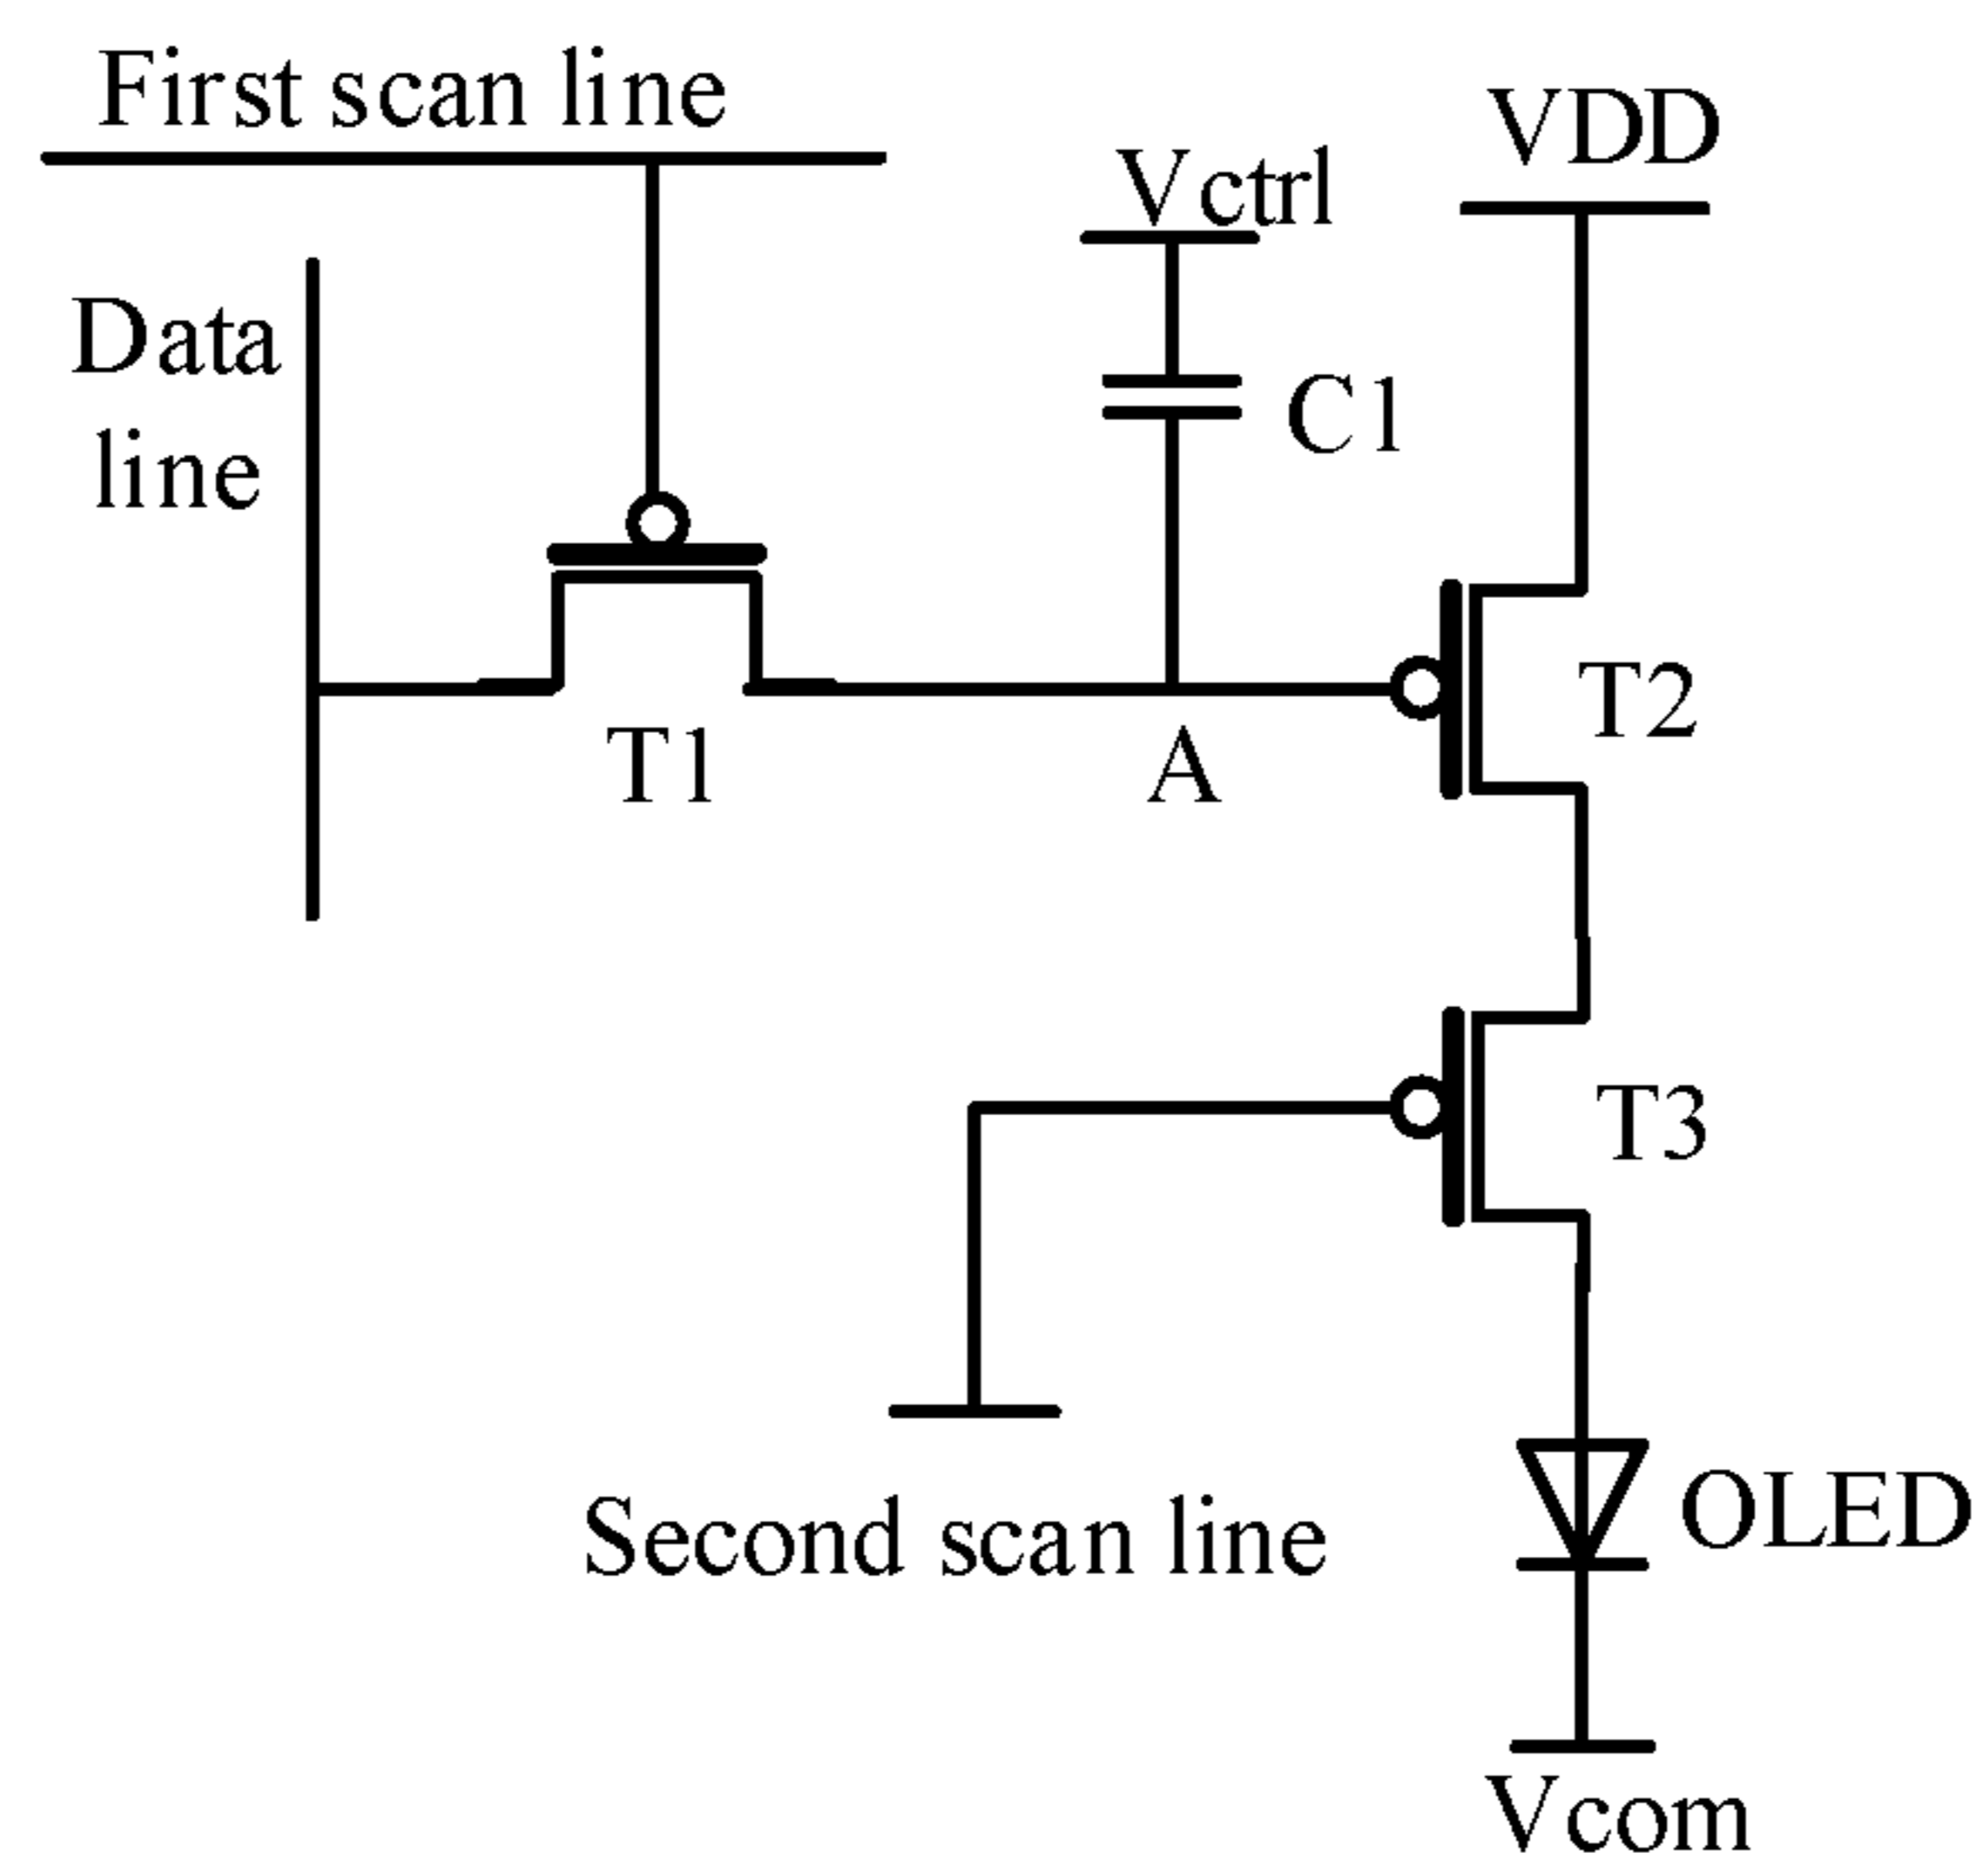 First scan line
VDD
Vctrl
Data
line
C1
T2
T1
A
T3
OLED
Second scan line
Vcom